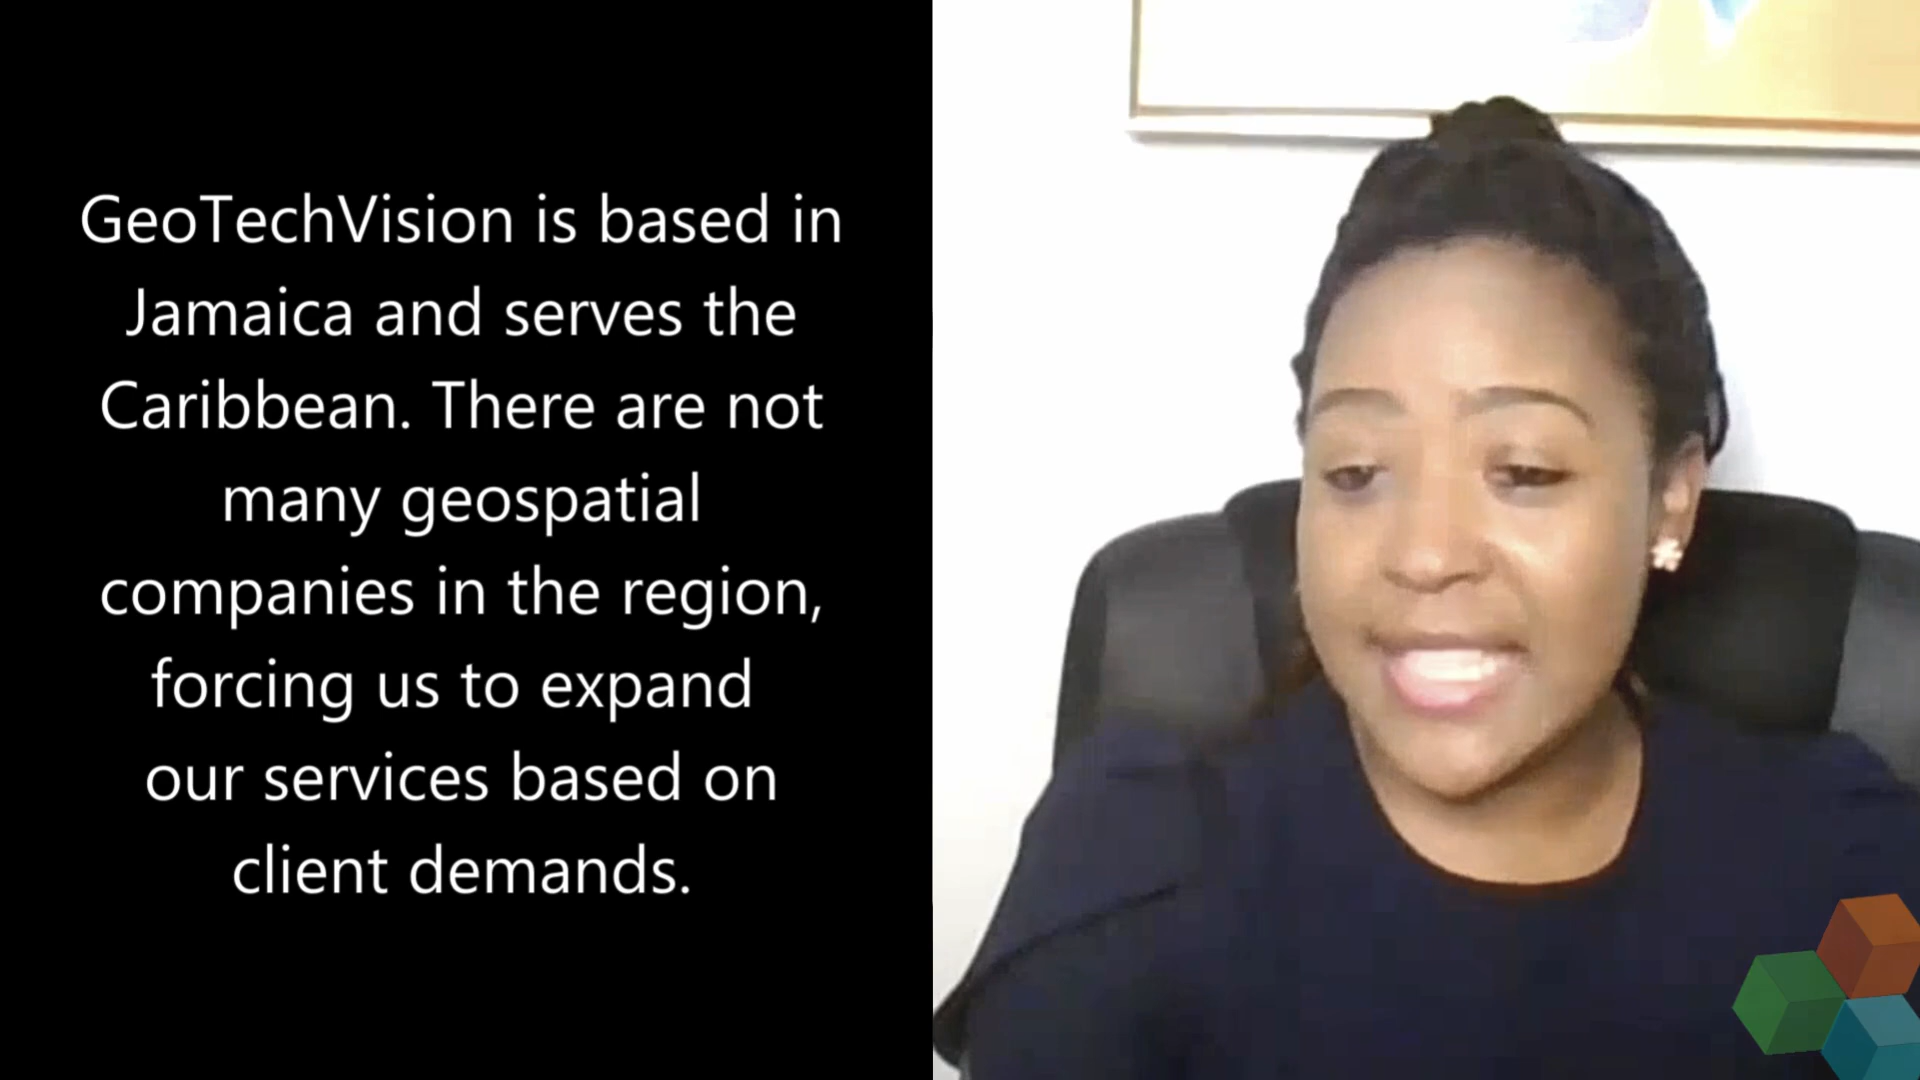 GeoTechVision is based in
Jamaica and serves the
Caribbean. There are not
many geospatial
companies in the region,
forcing us to expand
our services based on
client demands.